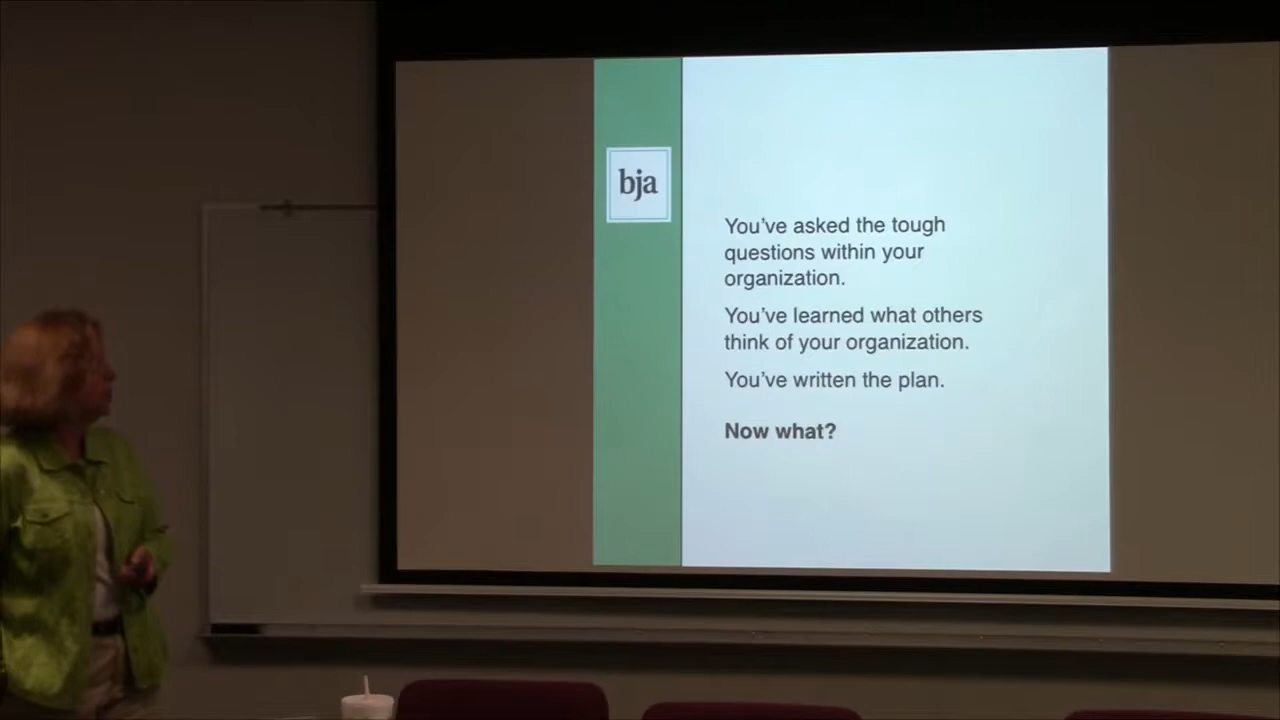 bja
You've asked the tough
questions within your
organization.
You've learned what others
think of your organization.
You've written the plan.
Now what?